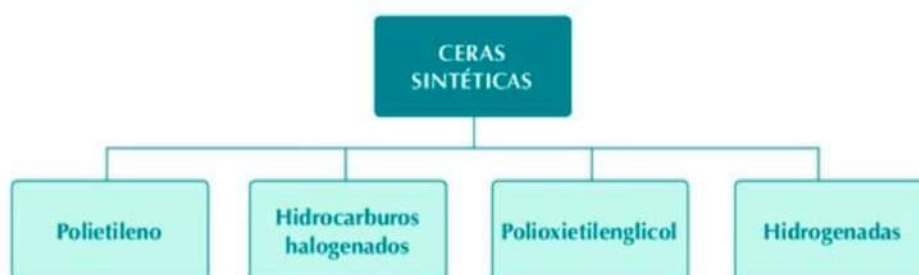 CERAS
SINTÉTICAS
Polietileno
Hidrocarburos
halogenados
Polioxietilenglicol
Hidrogenadas